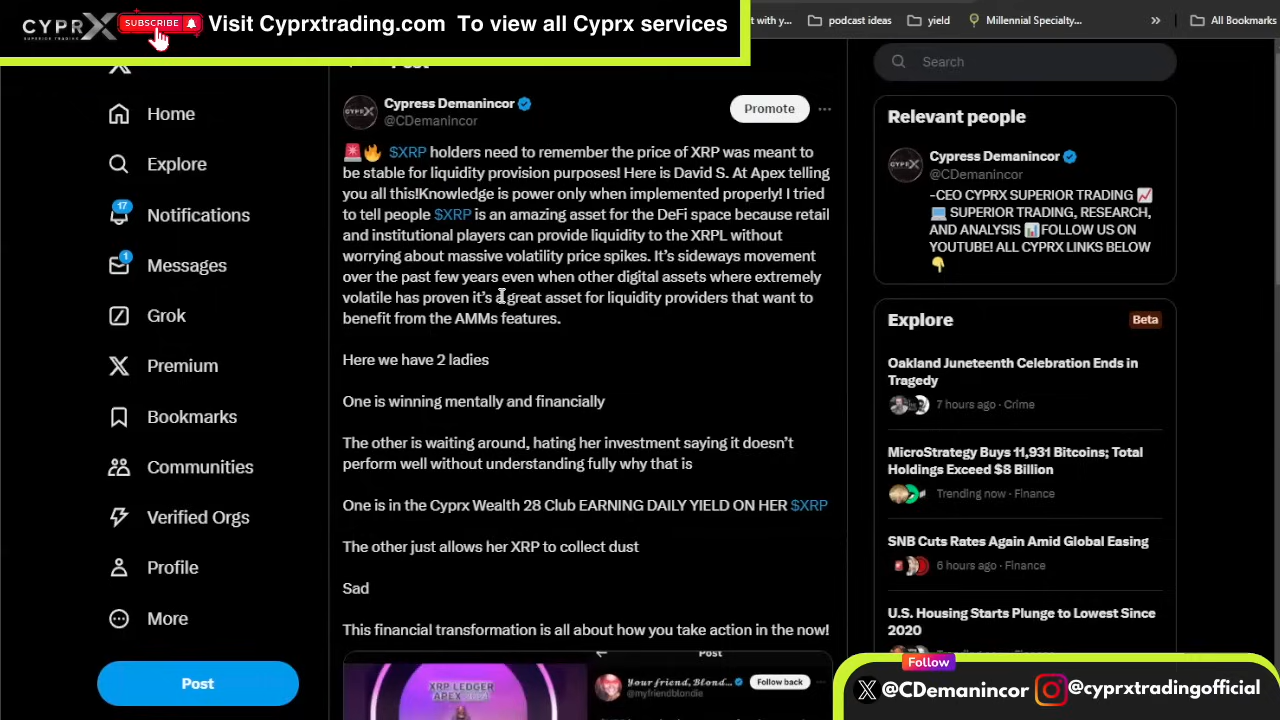 CYPRX
SUPERIOR TRADING
SUBSCRIBE
Visit Cyprxtrading.com To view all Cyprx services
t with y...
podcast ideas
yield
Millennial Specialty...
»
All Bookmarks
Post
Search
Home
Explore
17
Notifications
1
Messages
Grok
Premium
Bookmarks
Communities
Verified Orgs
Profile
More
Post
Cypress Demanincor
@CDemanincor
Promote
🚨🔥 $XRP holders need to remember the price of XRP was meant to
be stable for liquidity provision purposes! Here is David S. At Apex telling
you all this!Knowledge is power only when implemented properly! I tried
to tell people $XRP is an amazing asset for the DeFi space because retail
and institutional players can provide liquidity to the XRPL without
worrying about massive volatility price spikes. It’s sideways movement
over the past few years even when other digital assets where extremely
volatile has proven it’s a great asset for liquidity providers that want to
benefit from the AMMs features.
Here we have 2 ladies
One is winning mentally and financially
The other is waiting around, hating her investment saying it doesn’t
perform well without understanding fully why that is
One is in the Cyprx Wealth 28 Club EARNING DAILY YIELD ON HER $XRP
The other just allows her XRP to collect dust
Sad
This financial transformation is all about how you take action in the now!
XRP LEDGER
APEX
Post
Your friend, Blond...
@myfriendblondie
Follow back
Relevant people
Cypress Demanincor
@CDemanincor
-CEO CYPRX SUPERIOR TRADING 📈
💻 SUPERIOR TRADING, RESEARCH,
AND ANALYSIS 📊FOLLOW US ON
YOUTUBE! ALL CYPRX LINKS BELOW
👇
Explore
Beta
Oakland Juneteenth Celebration Ends in
Tragedy
7 hours ago · Crime
MicroStrategy Buys 11,931 Bitcoins; Total
Holdings Exceed $8 Billion
Trending now · Finance
SNB Cuts Rates Again Amid Global Easing
6 hours ago · Finance
U.S. Housing Starts Plunge to Lowest Since
2020
Follow
@CDemanincor
@cyprxtradingofficial